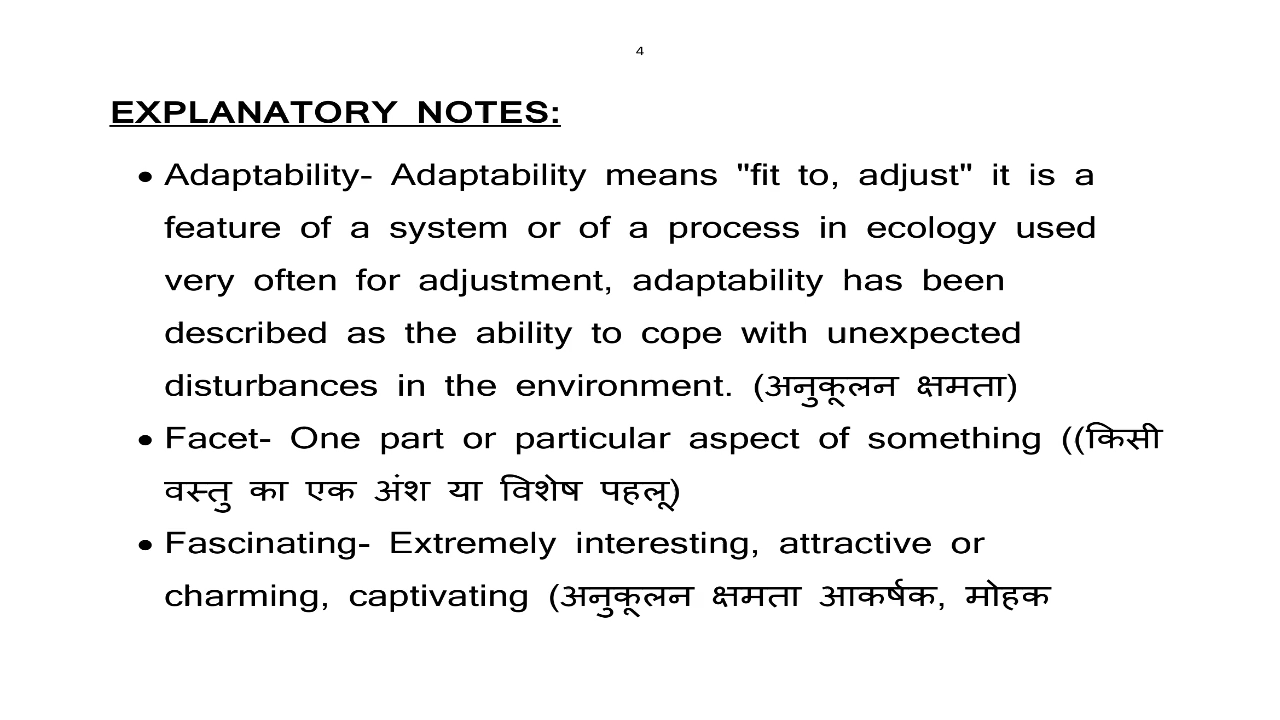 4
EXPLANATORY NOTES:
• Adaptability- Adaptability means "fit to, adjust" it is a
feature of a system or of a process in ecology used
very often for adjustment, adaptability has been
described as the ability to cope with unexpected
disturbances in the environment. (अनुकूलन क्षमता)
• Facet- One part or particular aspect of something ((किसी
वस्तु का एक अंश या विशेष पहलू)
• Fascinating- Extremely interesting, attractive or
charming, captivating (अनुकूलन क्षमता आकर्षक, मोहक